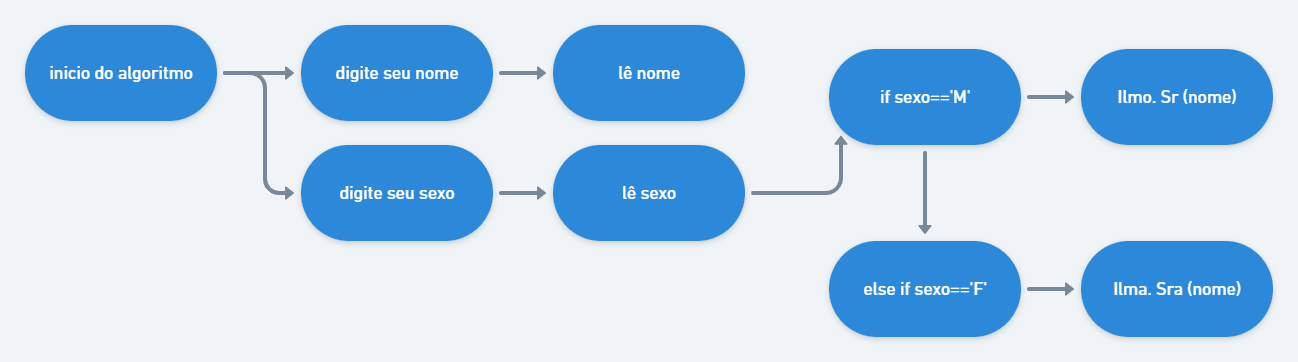 inicio do algoritmo
digite seu nome
lê nome
digite seu sexo
lê sexo
if sexo=='M'
Ilmo. Sr (nome)
else if sexo=='F'
Ilma. Sra (nome)